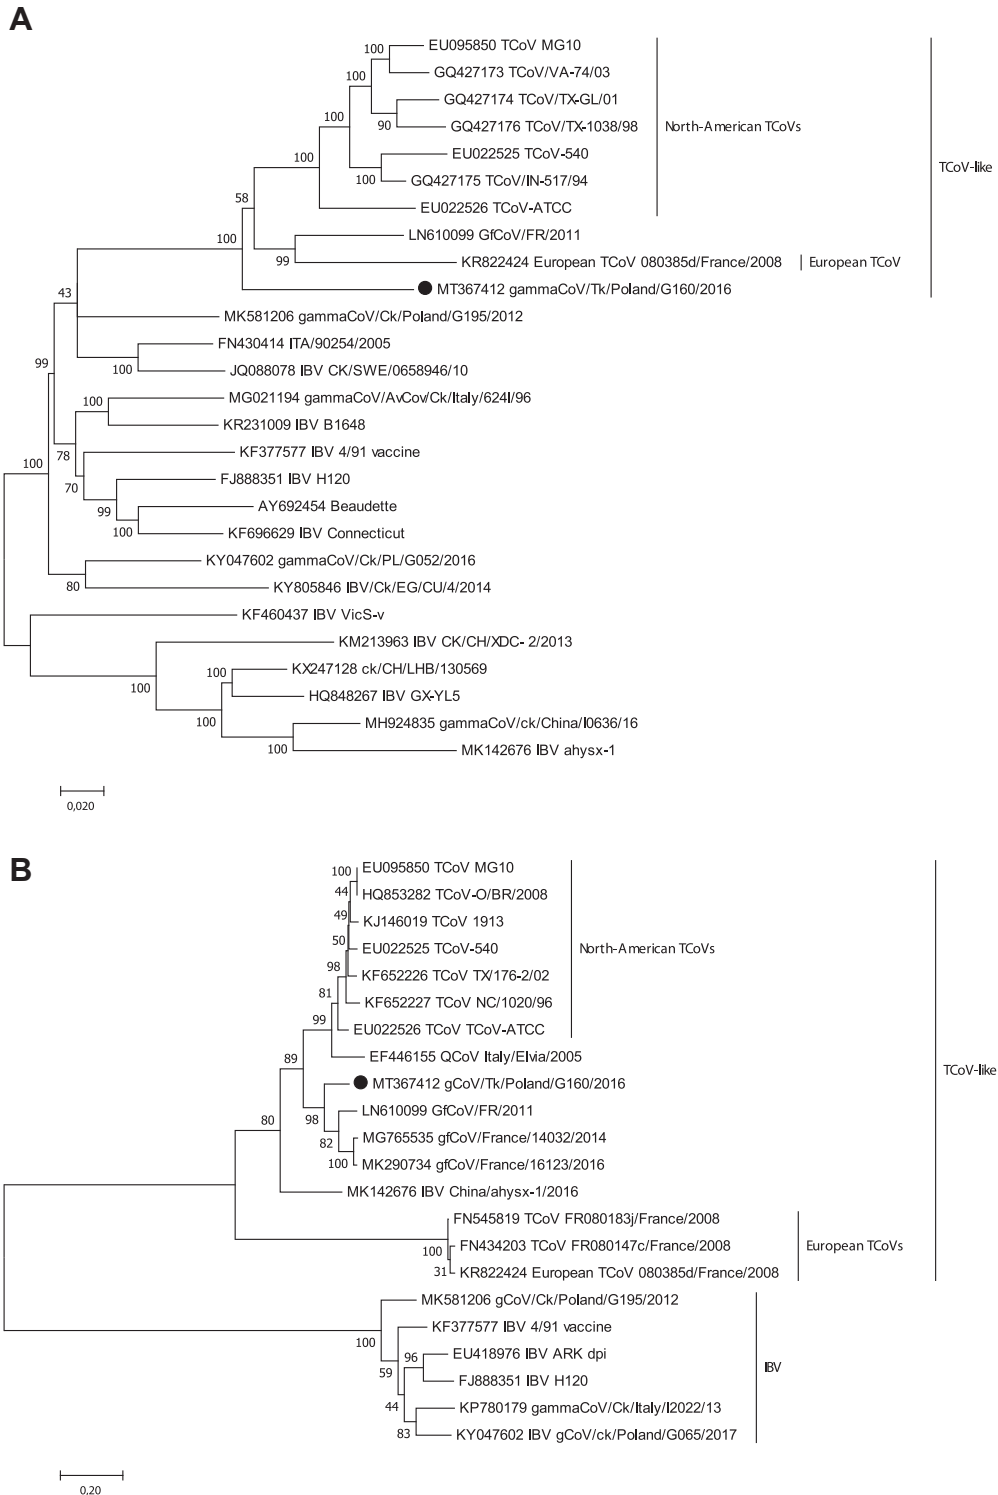 A
100
EU095850 TCoV MG10
100
GQ427173 TCoV/VA-74/03
100
GQ427174 TCoV/TX-GL/01
90
GQ427176 TCoV/TX-1038/98
North-American TCoVs
100
EU022525 TCoV-540
100
GQ427175 TCoV/IN-517/94
TCoV-like
58
EU022526 TCoV-ATCC
100
LN610099 GfCoV/FR/2011
99
KR822424 European TCoV 080385d/France/2008
European TCoV
MT367412 gammaCoV/Tk/Poland/G160/2016
43
MK581206 gammaCoV/Ck/Poland/G195/2012
FN430414 ITA/90254/2005
99
100
JQ088078 IBV CK/SWE/0658946/10
100
MG021194 gammaCoV/AvCov/Ck/Italy/624I/96
KR231009 IBV B1648
78
KF377577 IBV 4/91 vaccine
100
70
FJ888351 IBV H120
99
AY692454 Beaudette
100
KF696629 IBV Connecticut
KY047602 gammaCoV/Ck/PL/G052/2016
80
KY805846 IBV/Ck/EG/CU/4/2014
KF460437 IBV VicS-v
KM213963 IBV CK/CH/XDC- 2/2013
100
100
KX247128 ck/CH/LHB/130569
HQ848267 IBV GX-YL5
100
MH924835 gammaCoV/ck/China/I0636/16
100
MK142676 IBV ahysx-1
0,020
B
100
EU095850 TCoV MG10
44
HQ853282 TCoV-O/BR/2008
49
KJ146019 TCoV 1913
50
EU022525 TCoV-540
North-American TCoVs
98
KF652226 TCoV TX/176-2/02
81
KF652227 TCoV NC/1020/96
99
EU022526 TCoV TCoV-ATCC
89
EF446155 QCoV Italy/Elvia/2005
MT367412 gCoV/Tk/Poland/G160/2016
TCoV-like
80
98
LN610099 GfCoV/FR/2011
82
MG765535 gfCoV/France/14032/2014
100
MK290734 gfCoV/France/16123/2016
MK142676 IBV China/ahysx-1/2016
FN545819 TCoV FR080183j/France/2008
100
FN434203 TCoV FR080147c/France/2008
European TCoVs
31
KR822424 European TCoV 080385d/France/2008
MK581206 gCoV/Ck/Poland/G195/2012
100
KF377577 IBV 4/91 vaccine
59
96
EU418976 IBV ARK dpi
IBV
FJ888351 IBV H120
44
KP780179 gammaCoV/Ck/Italy/I2022/13
83
KY047602 IBV gCoV/ck/Poland/G065/2017
0,20